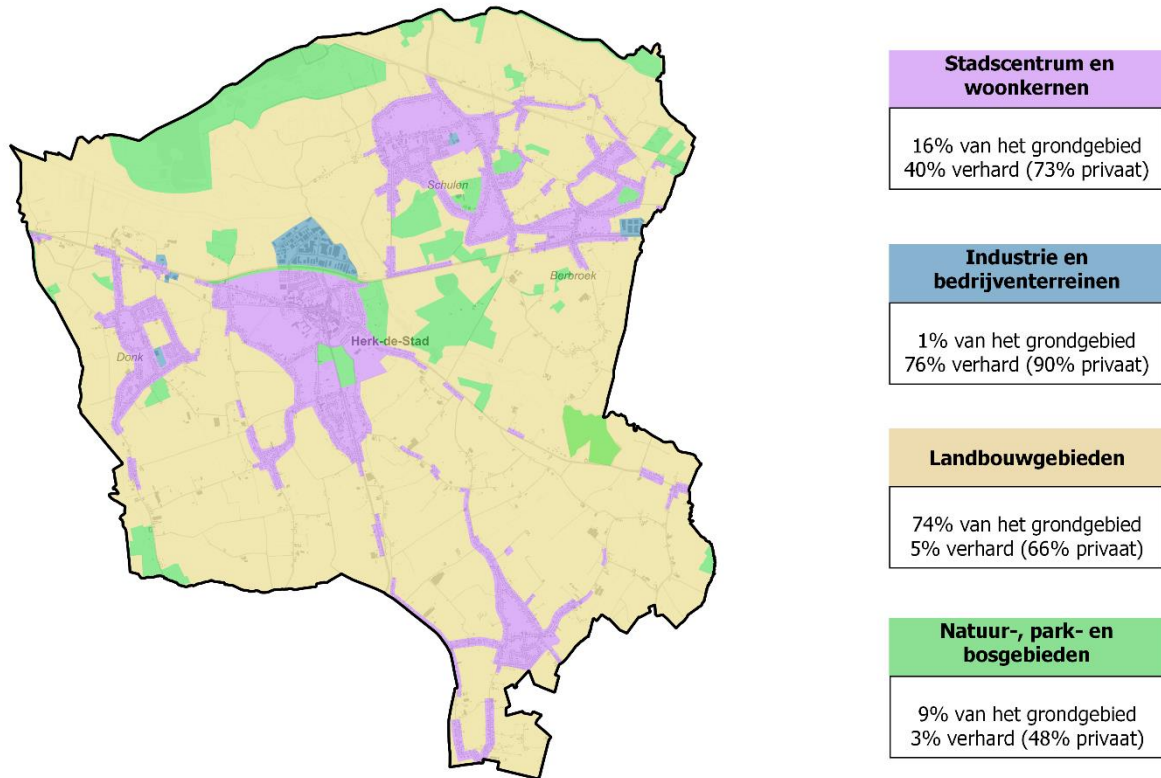 Schulen
Berbroek
Herk-de-Stad
Donk
Stadscentrum en
woonkernen
16% van het grondgebied
40% verhard (73% privaat)
Industrie en
bedrijventerreinen
1% van het grondgebied
76% verhard (90% privaat)
Landbouwgebieden
74% van het grondgebied
5% verhard (66% privaat)
Natuur-, park- en
bosgebieden
9% van het grondgebied
3% verhard (48% privaat)